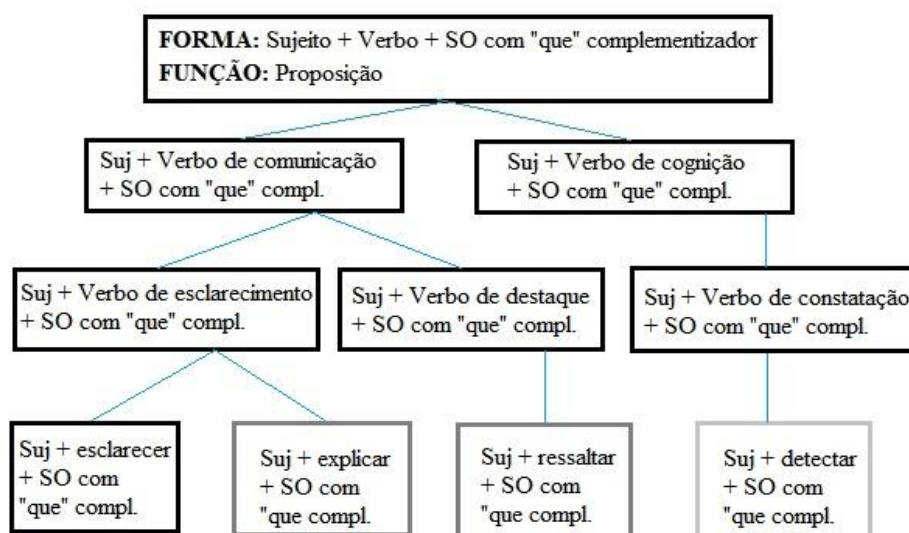 FORMA: Sujeito + Verbo + SO com "que" complementizador
FUNÇÃO: Proposição
Suj + Verbo de comunicação
+ SO com "que" compl.
Suj + Verbo de cognição
+ SO com "que" compl.
Suj + Verbo de esclarecimento
+ SO com "que" compl.
Suj + Verbo de destaque
+ SO com "que" compl.
Suj + Verbo de constatação
+ SO com "que" compl.
Suj + esclarecer
+ SO com
"que" compl.
Suj + explicar
+ SO com
"que compl.
Suj + ressaltar
+ SO com
"que compl.
Suj + detectar
+ SO com
"que compl.